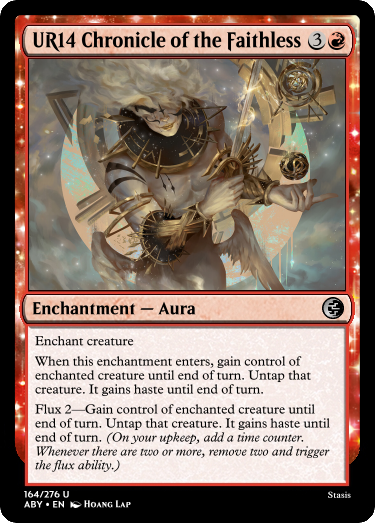 UR14 Chronicle of the Faithless 3
Enchantment — Aura
Enchant creature
When this enchantment enters, gain control of
enchanted creature until end of turn. Untap that
creature. It gains haste until end of turn.
Flux 2—Gain control of enchanted creature until
end of turn. Untap that creature. It gains haste
until end of turn. (On your upkeep, add a time counter.
Whenever there are two or more, remove two and trigger
the flux ability.)
164/276 U
Stasis
ABY • EN Hoang Lap